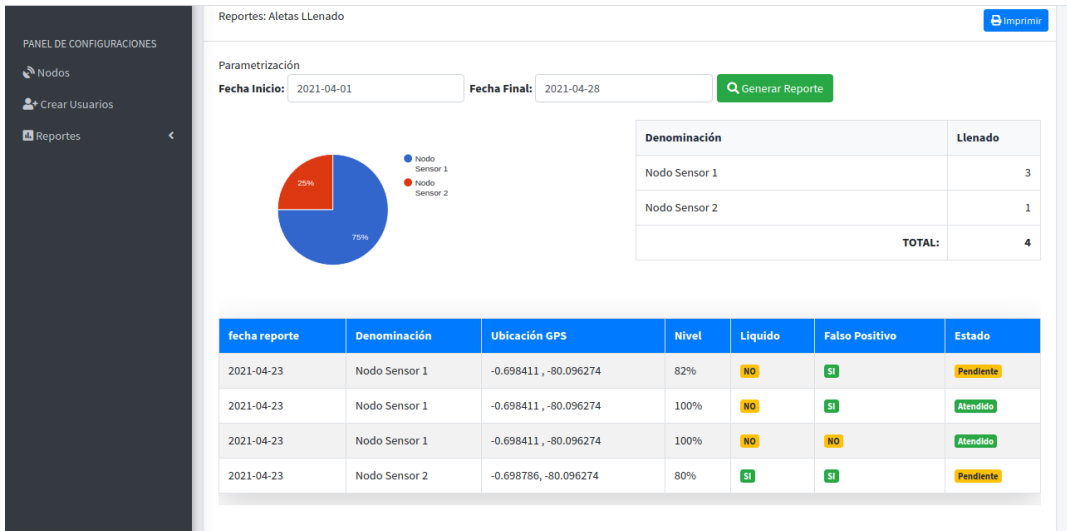 Reportes: Aletas LLenado
Imprimir
PANEL DE CONFIGURACIONES
Nodos
Crear Usuarios
Reportes
Parametrización
Fecha Inicio: 2021-04-01 Fecha Final: 2021-04-28 Generar Reporte
25%
75%
Nodo
Sensor 1
Nodo
Sensor 2
Denominación Llenado
Nodo Sensor 1 3
Nodo Sensor 2 1
TOTAL: 4
fecha reporte Denominación Ubicación GPS Nivel Liquido Falso Positivo Estado
2021-04-23 Nodo Sensor 1 -0.698411 , -80.096274 82% NO SI Pendiente
2021-04-23 Nodo Sensor 1 -0.698411 , -80.096274 100% NO SI Atendido
2021-04-23 Nodo Sensor 1 -0.698411 , -80.096274 100% NO NO Atendido
2021-04-23 Nodo Sensor 2 -0.698786, -80.096274 80% SI SI Pendiente